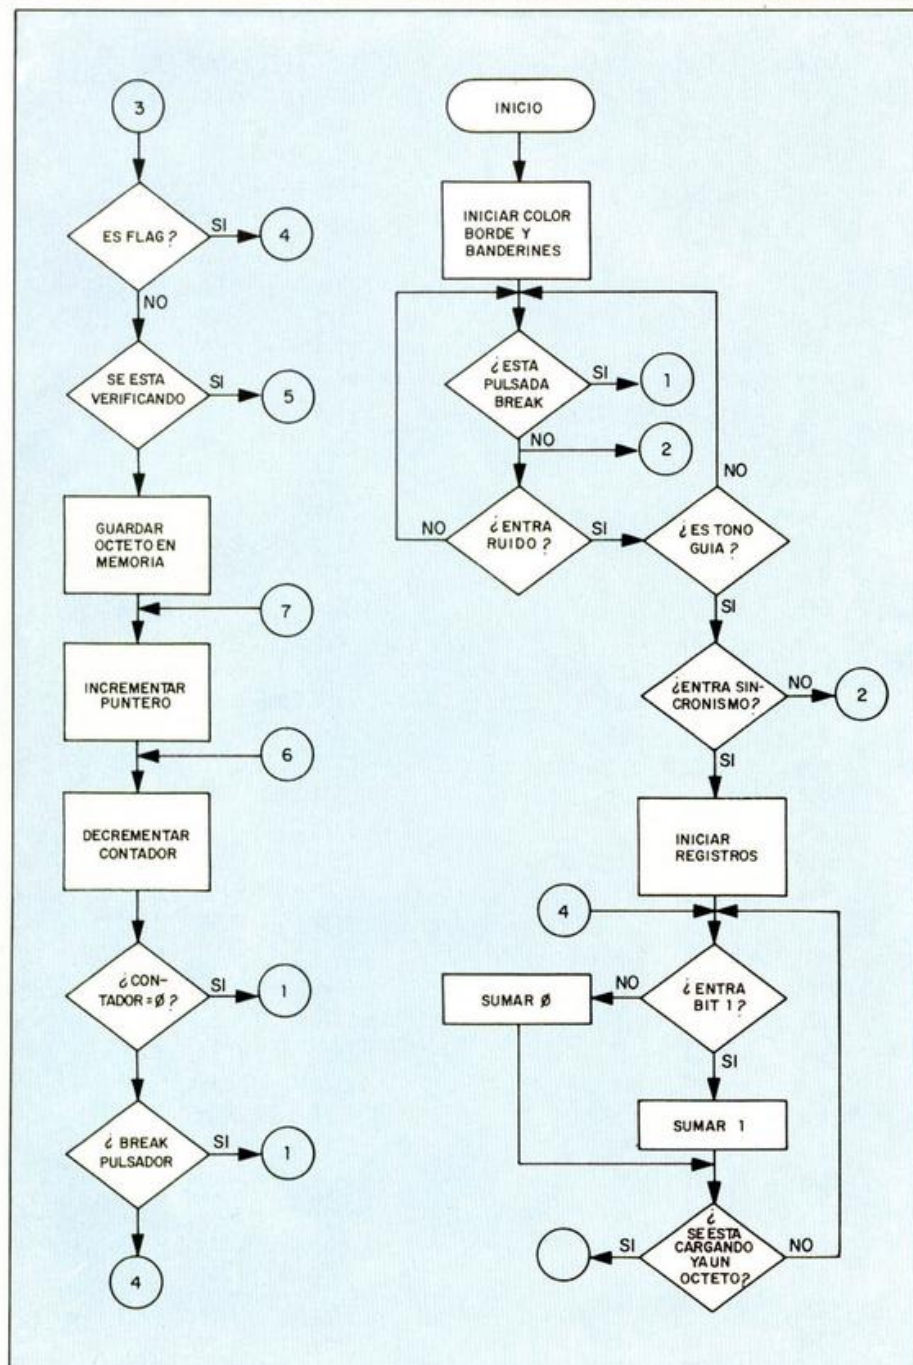 3
ES FLAG ?
SI
4
NO
SE ESTA
VERIFICANDO
SI
5
GUARDAR
OCTETO EN
MEMORIA
7
INCREMENTAR
PUNTERO
6
DECREMENTAR
CONTADOR
¿CON-
TADOR=Ø?
SI
1
¿ BREAK
PULSADOR
SI
1
4
INICIO
INICIAR COLOR
BORDE Y
BANDERINES
¿ESTA
PULSADA
BREAK
SI
1
NO
2
¿ENTRA
RUIDO ?
NO
SI
¿ES TONO
GUIA ?
NO
SI
¿ENTRA SIN-
CRONISMO?
NO
2
SI
INICIAR
REGISTROS
4
¿ENTRA
BIT 1?
NO
SUMAR Ø
SI
SUMAR 1
¿
SE ESTA
CARGANDO
YA UN
OCTETO?
SI
NO